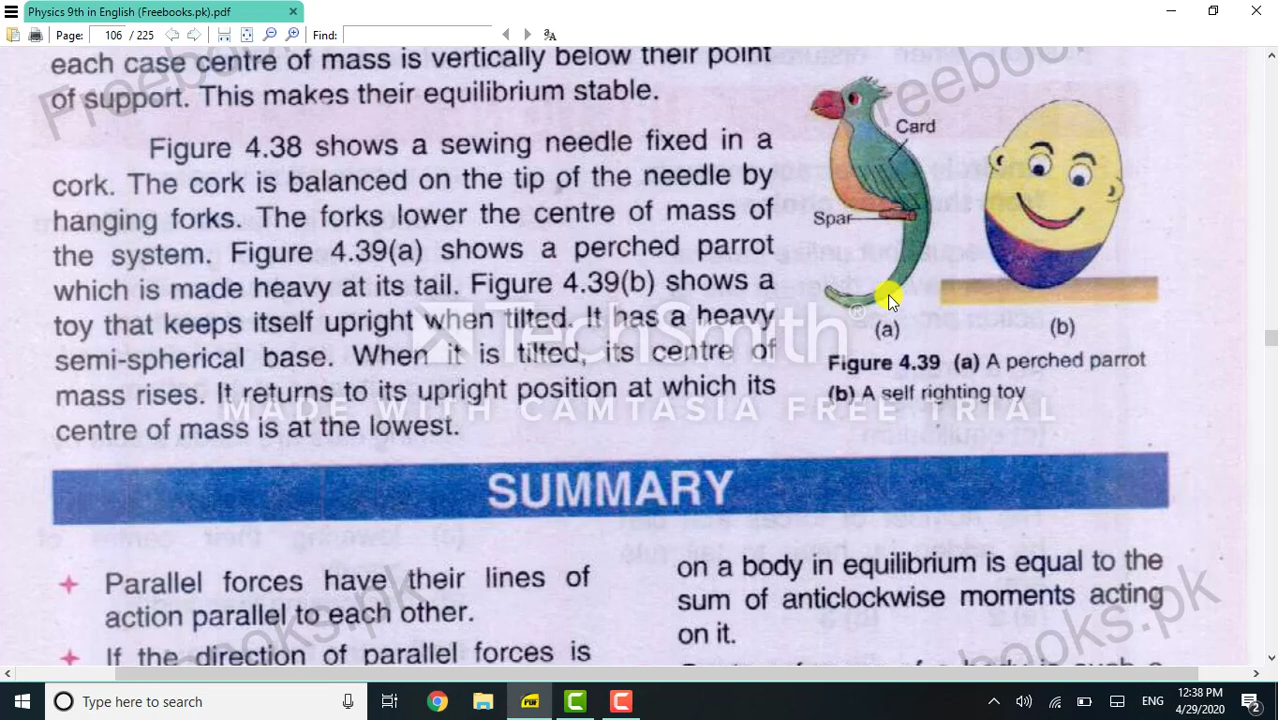 Physics 9th in English (Freebooks.pk).pdf
Page: 106 / 225 Find:
each case centre of mass is vertically below their point
of support. This makes their equilibrium stable.
Figure 4.38 shows a sewing needle fixed in a
cork. The cork is balanced on the tip of the needle by
hanging forks. The forks lower the centre of mass of
the system. Figure 4.39(a) shows a perched parrot
which is made heavy at its tail. Figure 4.39(b) shows a
toy that keeps itself upright when tilted. It has a heavy
semi-spherical base. When it is tilted, its centre of
mass rises. It returns to its upright position at which its
centre of mass is at the lowest.
Card
Spar
(a) (b)
Figure 4.39 (a) A perched parrot
(b) A self righting toy
TechSmith®
MADE WITH CAMTASIA FREE TRIAL
SUMMARY
Parallel forces have their lines of
action parallel to each other.
If the direction of parallel forces is
on a body in equilibrium is equal to the
sum of anticlockwise moments acting
on it.
Type here to search
ENG
12:38 PM
4/29/2020
2